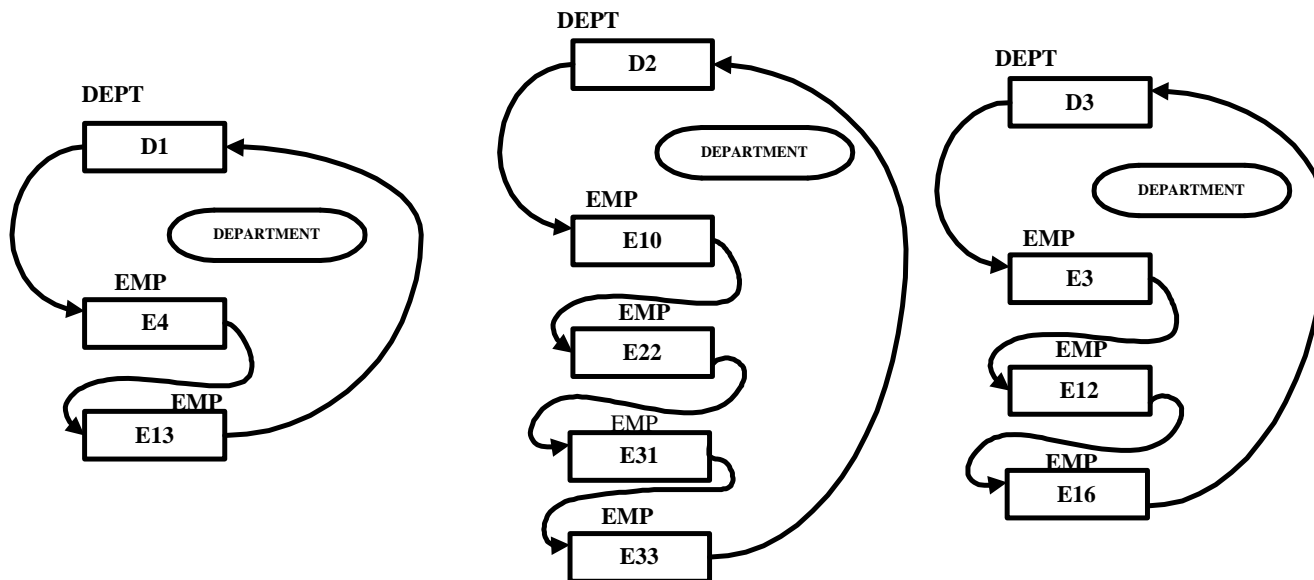 DEPT
D1
DEPARTMENT
EMP
E4
EMP
E13
DEPT
D2
DEPARTMENT
EMP
E10
EMP
E22
EMP
E31
EMP
E33
DEPT
D3
DEPARTMENT
EMP
E3
EMP
E12
EMP
E16